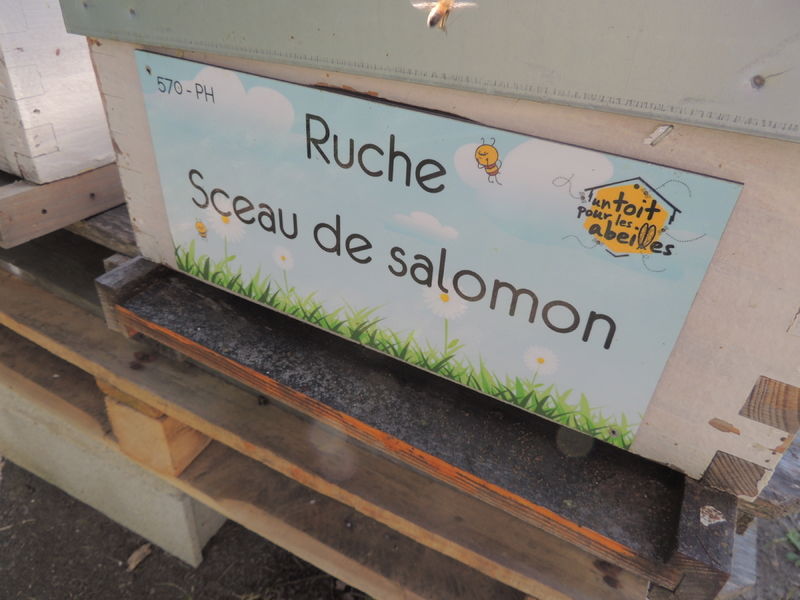 570-PH
Ruche
Sceau de salomon
un toit
pour les
abeilles